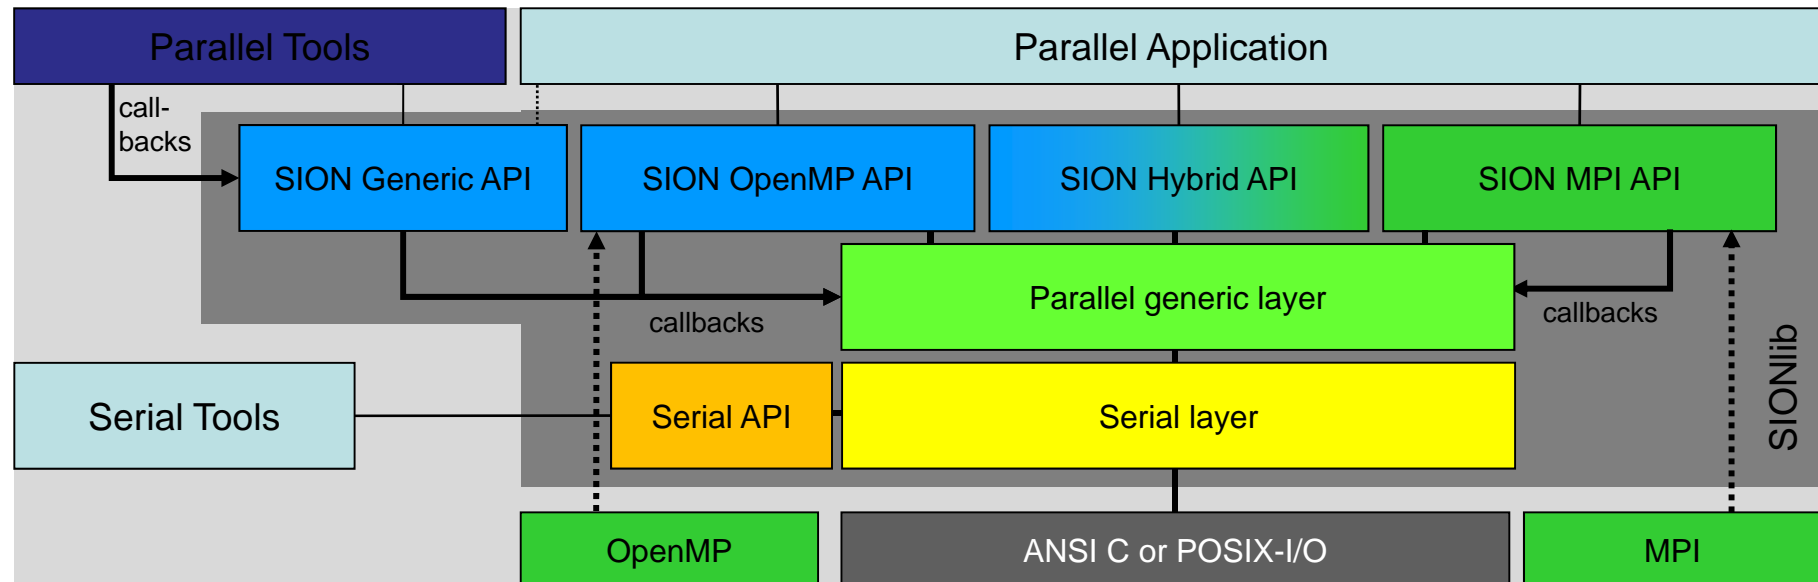 Parallel Tools
Parallel Application
call-
backs
SION Generic API
SION OpenMP API
SION Hybrid API
SION MPI API
Parallel generic layer
callbacks
callbacks
SIONlib
Serial Tools
Serial API
Serial layer
OpenMP
ANSI C or POSIX-I/O
MPI